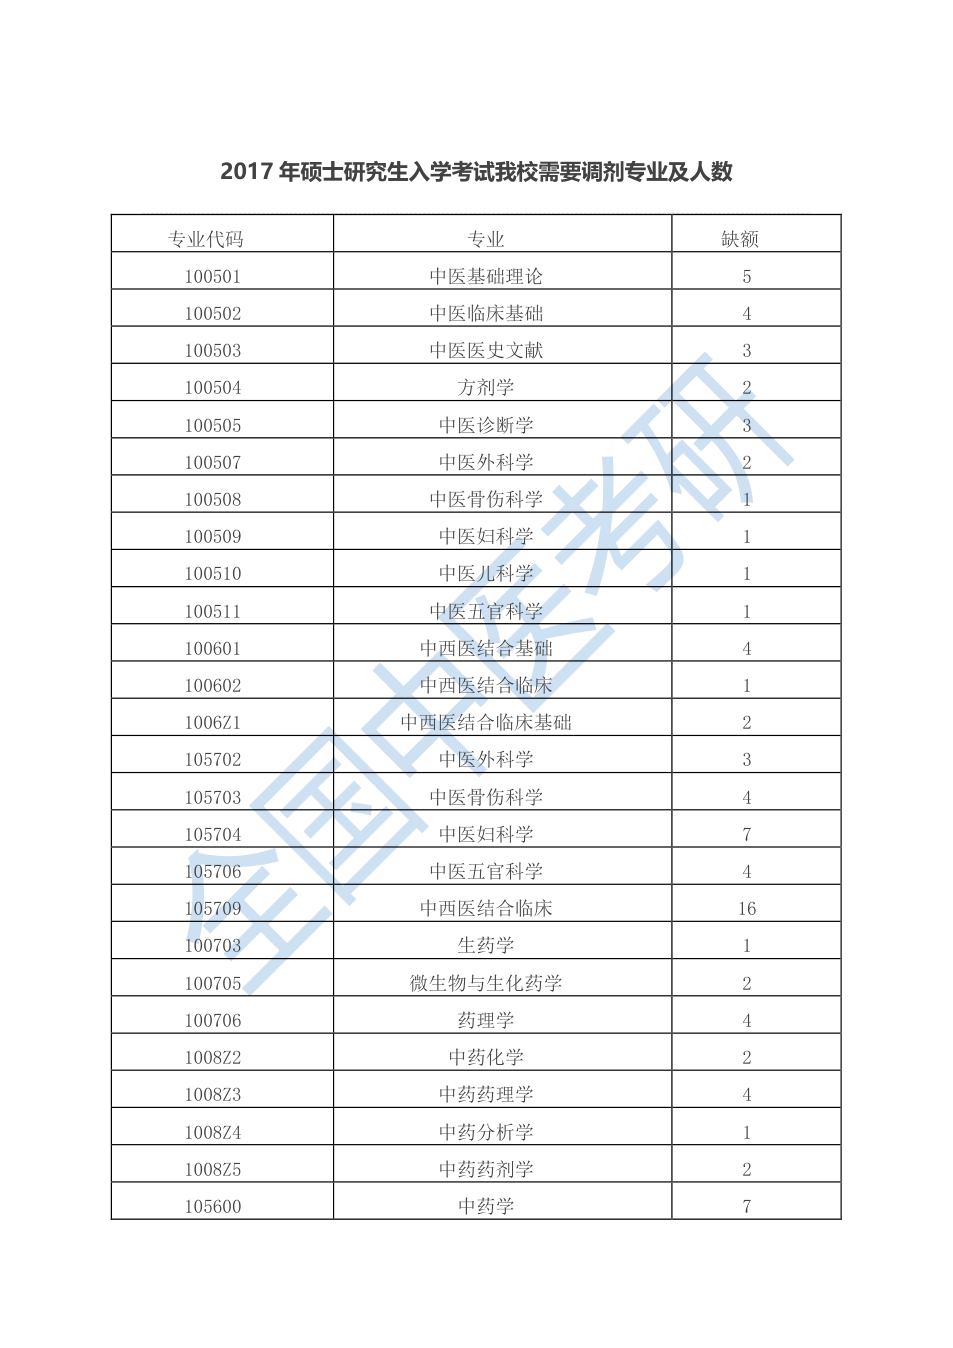 2017 年硕士研究生入学考试我校需要调剂专业及人数
专业代码 专业 缺额
100501 中医基础理论 5
100502 中医临床基础 4
100503 中医医史文献 3
100504 方剂学 2
100505 中医诊断学 3
100507 中医外科学 2
100508 中医骨伤科学 1
100509 中医妇科学 1
100510 中医儿科学 1
100511 中医五官科学 1
100601 中西医结合基础 4
100602 中西医结合临床 1
1006Z1 中西医结合临床基础 2
105702 中医外科学 3
105703 中医骨伤科学 4
105704 中医妇科学 7
105706 中医五官科学 4
105709 中西医结合临床 16
100703 生药学 1
100705 微生物与生化药学 2
100706 药理学 4
1008Z2 中药化学 2
1008Z3 中药药理学 4
1008Z4 中药分析学 1
1008Z5 中药药剂学 2
105600 中药学 7
全国中医考研